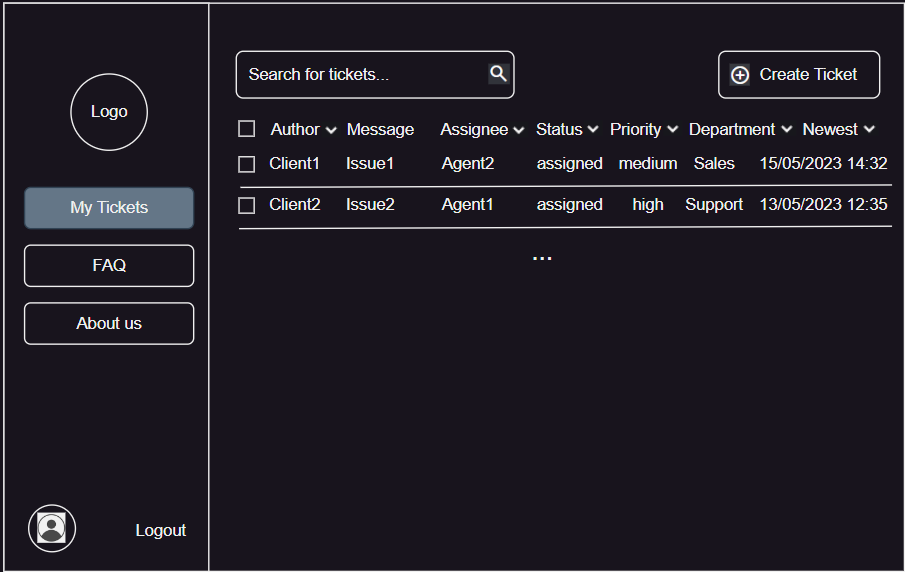 Logo
My Tickets
FAQ
About us
Logout
Search for tickets...
Create Ticket
Author Message Assignee Status Priority Department Newest
Client1 Issue1 Agent2 assigned medium Sales 15/05/2023 14:32
Client2 Issue2 Agent1 assigned high Support 13/05/2023 12:35
...